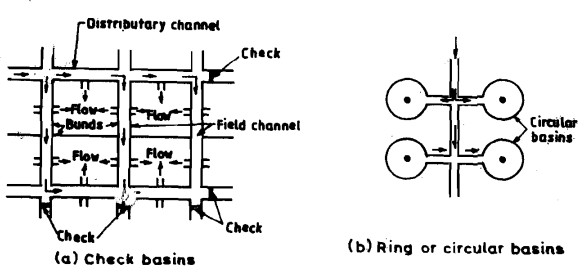 Distributary channel
Check
Flow
Flow
Bunds
Field channel
Flow
Flow
Check
Check
(a) Check basins
Circular
basins
(b) Ring or circular basins